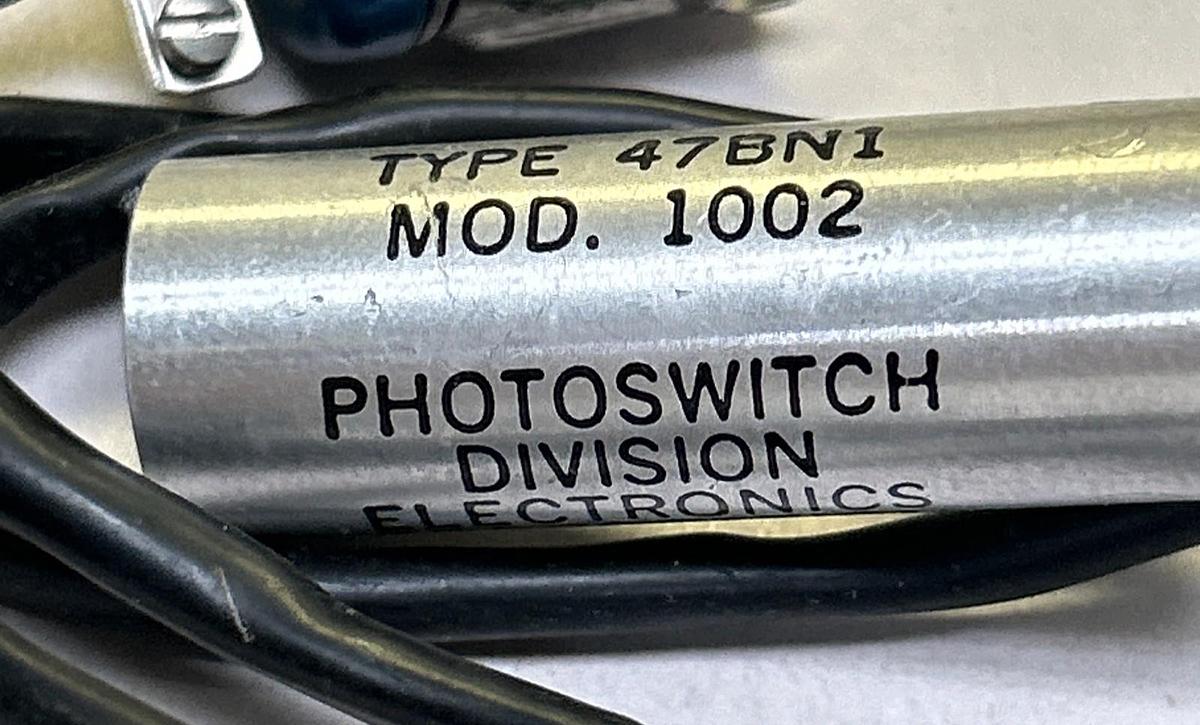 TYPE 47BN1
MOD. 1002
PHOTOSWITCH
DIVISION
ELECTRONICS